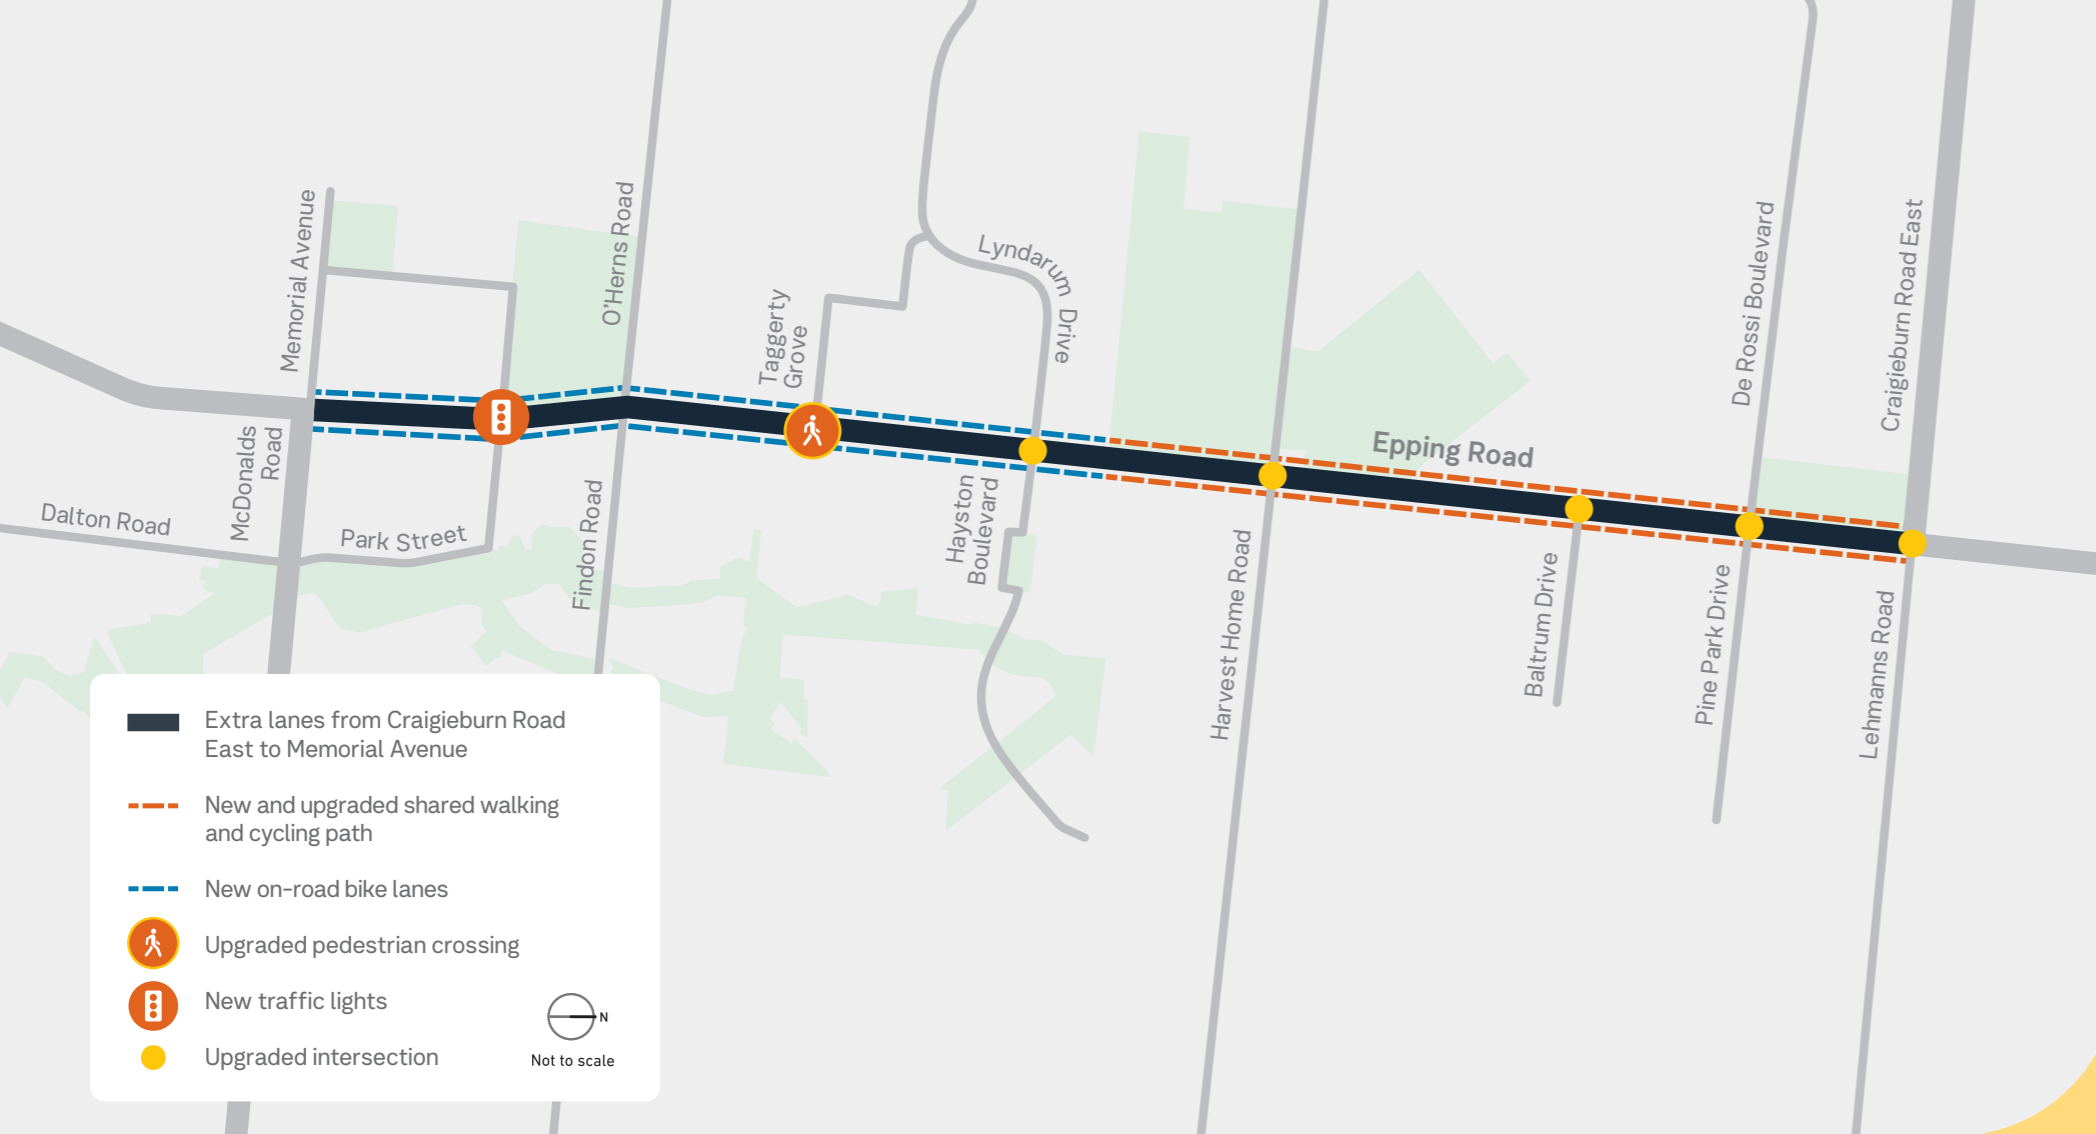 Memorial Avenue
O'Herns Road
Taggerty
Grove
Lyndarum Drive
De Rossi Boulevard
Craigieburn Road East
McDonalds
Road
Dalton Road
Park Street
Findon Road
Hayston
Boulevard
Epping Road
Harvest Home Road
Baltrum Drive
Pine Park Drive
Lehmanns Road
Extra lanes from Craigieburn Road
East to Memorial Avenue
New and upgraded shared walking
and cycling path
New on-road bike lanes
Upgraded pedestrian crossing
New traffic lights
Upgraded intersection
N
Not to scale